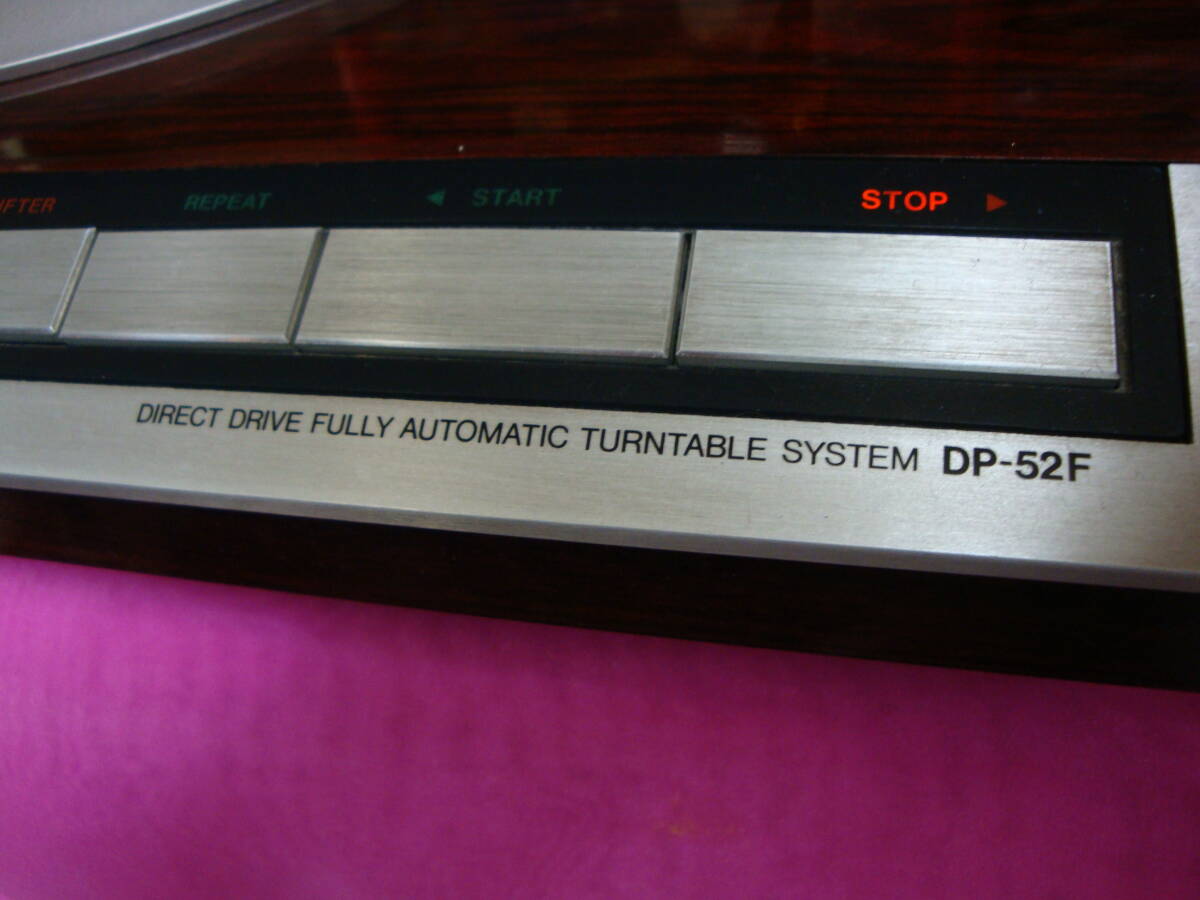 REPEAT ◀ START STOP ▶
DIRECT DRIVE FULLY AUTOMATIC TURNTABLE SYSTEM DP-52F